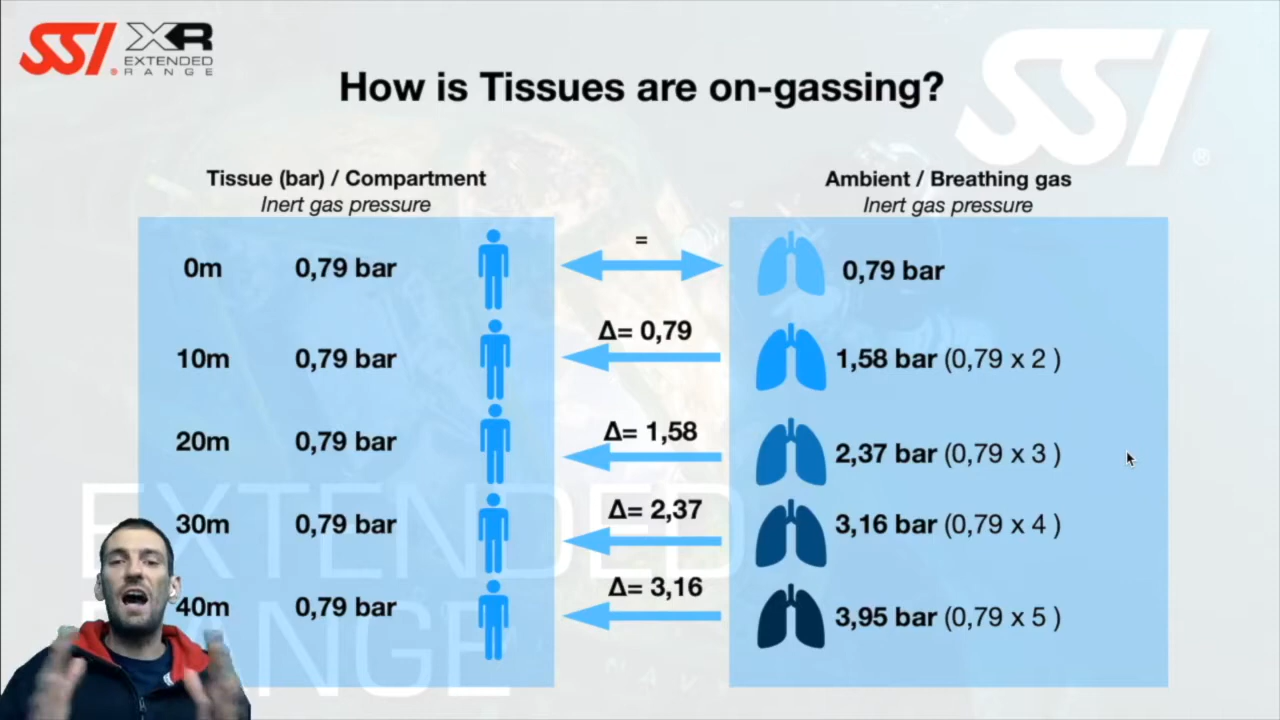 SSI XR
EXTENDED
RANGE
SSI
How is Tissues are on-gassing?
Tissue (bar) / Compartment
Inert gas pressure
Ambient / Breathing gas
Inert gas pressure
0m 0,79 bar = 0,79 bar
10m 0,79 bar Δ= 0,79 1,58 bar (0,79 x 2 )
20m 0,79 bar Δ= 1,58 2,37 bar (0,79 x 3 )
30m 0,79 bar Δ= 2,37 3,16 bar (0,79 x 4 )
40m 0,79 bar Δ= 3,16 3,95 bar (0,79 x 5 )
EXTENDED
RANGE